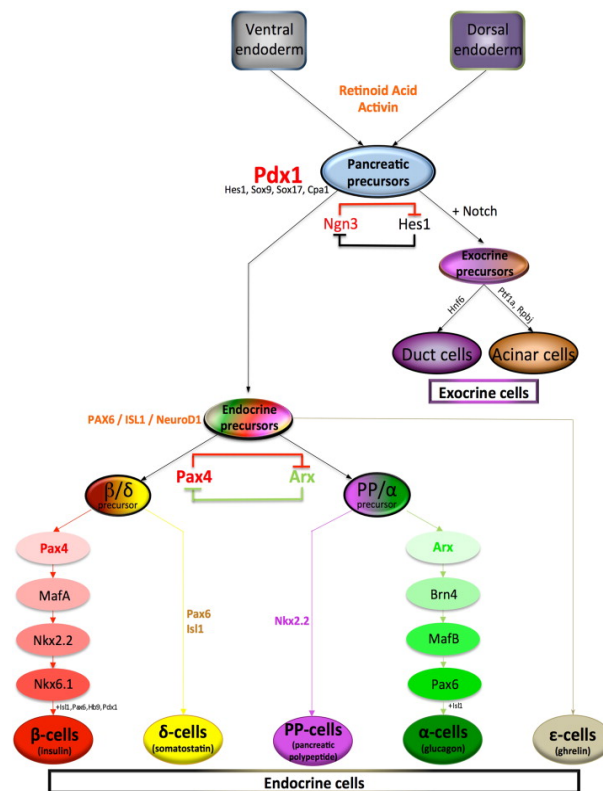 Ventral
endoderm
Dorsal
endoderm
Retinoid Acid
Activin
Pdx1
Hes1, Sox9, Sox17, Cpa1
Pancreatic
precursors
Ngn3
Hes1
+ Notch
Exocrine
precursors
Hnf6
Ptf1a, Rpbj
Duct cells
Acinar cells
Exocrine cells
PAX6 / ISL1 / NeuroD1
Endocrine
precursors
Pax4
Arx
β/δ
precursor
PP/α
precursor
Pax4
MafA
Nkx2.2
Nkx6.1
+Isl1, Pax6, Hb9, Pdx1
Pax6
Isl1
Nkx2.2
Arx
Brn4
MafB
Pax6
+Isl1
β-cells
(insulin)
δ-cells
(somatostatin)
PP-cells
(pancreatic
polypeptide)
α-cells
(glucagon)
ε-cells
(ghrelin)
Endocrine cells